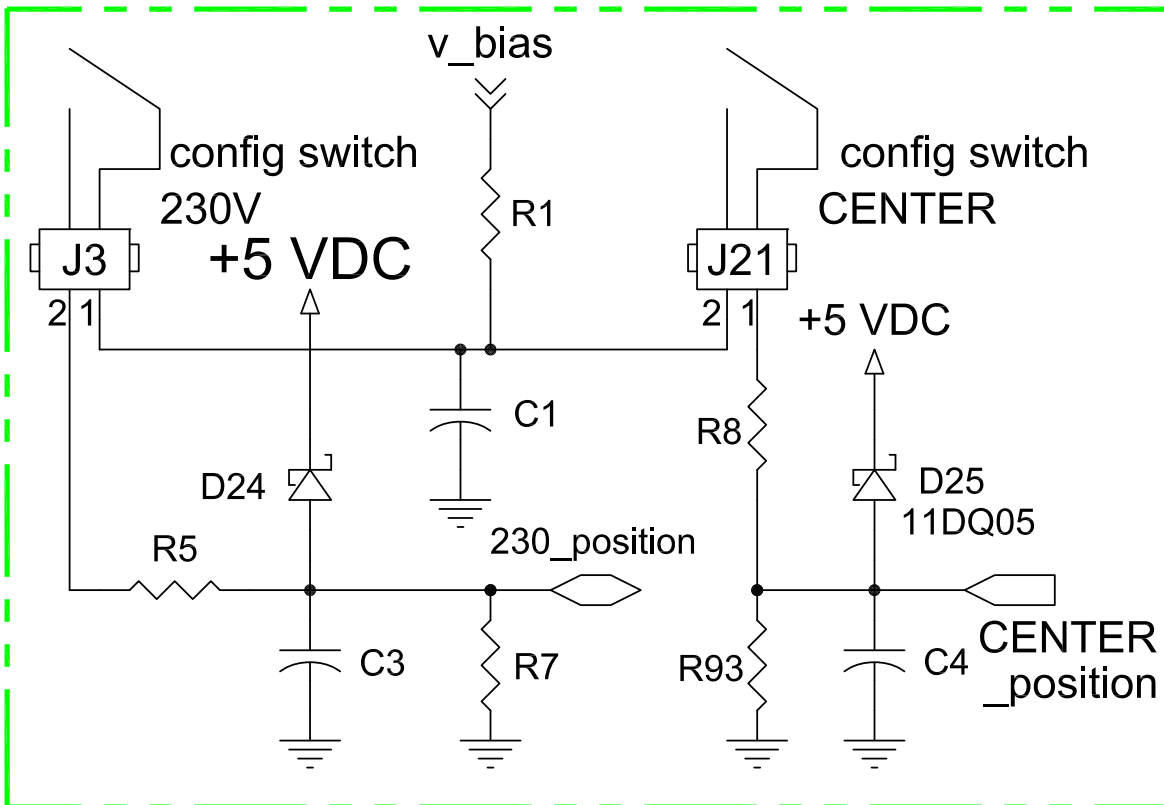 v_bias
config switch
230V
R1
config switch
CENTER
J3
+5 VDC
J21
2 1
2 1
+5 VDC
C1
R8
D24
D25
11DQ05
R5
230_position
C3
R7
R93
C4
CENTER
_position